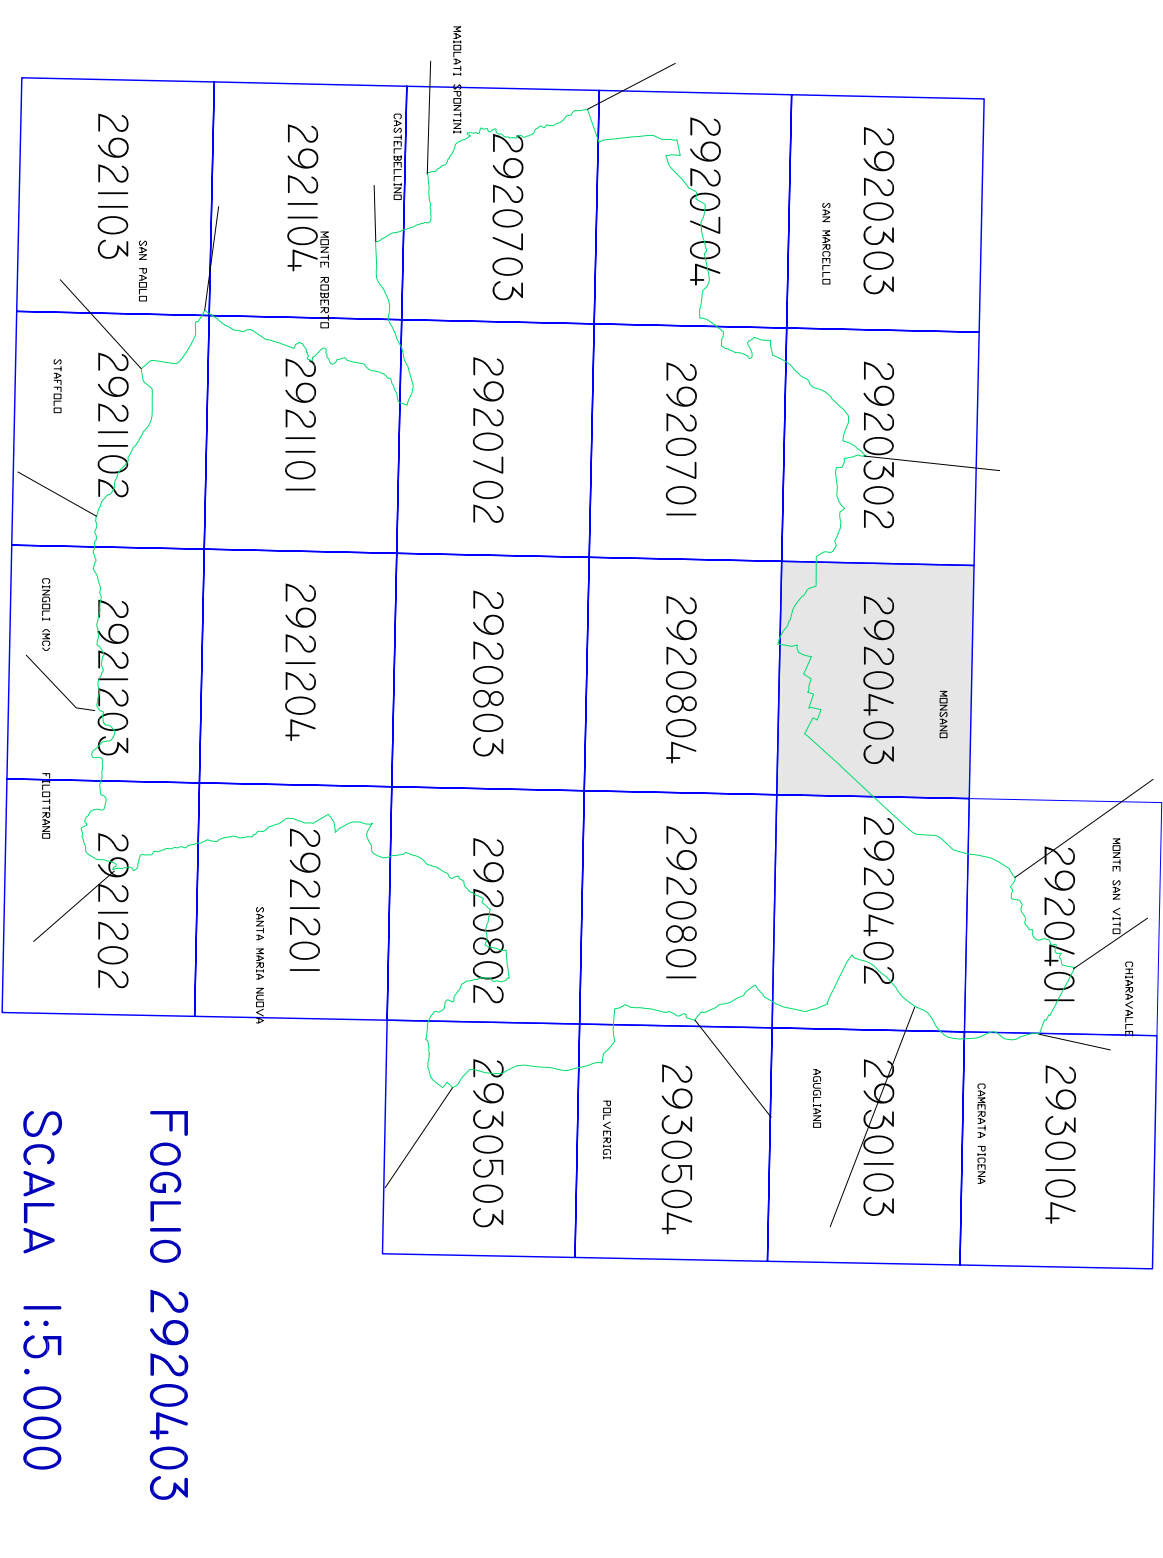 CHIARAVALLE
MONTE SAN VITO
2920401
2930104
CAMERATA PICENA
MONSANO
2920303
2920302
2920403
2920402
2930103
SAN MARCELLO
AGUGLIANO
2920704
2920701
2920804
2920801
2930504
POLVERIGI
2920703
2920702
2920803
2920802
2930503
MAIOLATI SPONTINI
CASTELBELLINO
MONTE ROBERTO
2921104
2921101
2921204
2921201
SANTA MARIA NUOVA
SAN PAOLO
2921103
2921102
2921203
2921202
STAFFOLO
CINGOLI (MC)
FILOTTRANO
FOGLIO 2920403
SCALA 1:5.000